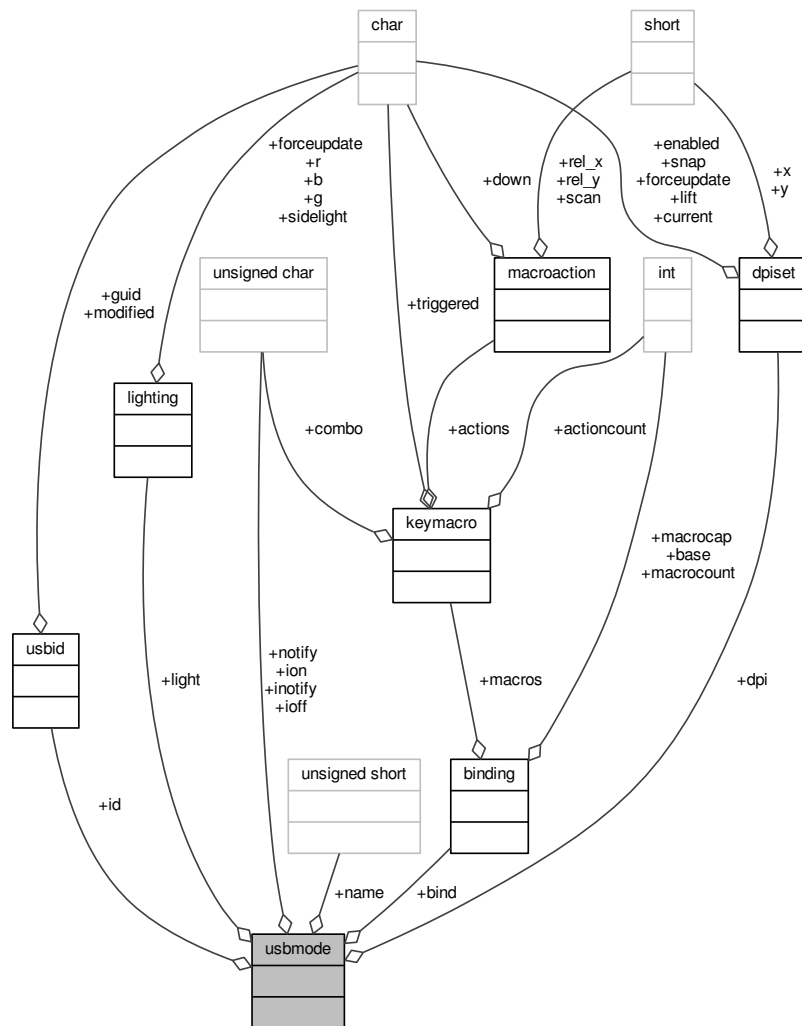 char
short
+forceupdate
+r
+b
+g
+sidelight
+down
+rel_x
+rel_y
+scan
+enabled
+snap
+forceupdate
+lift
+current
+x
+y
unsigned char
macroaction
int
dpiset
+guid
+modified
+triggered
lighting
+combo
+actions
+actioncount
keymacro
+macrocap
+base
+macrocount
usbid
+notify
+ion
+inotify
+ioff
+light
+macros
+dpi
unsigned short
binding
+id
+name
+bind
usbmode